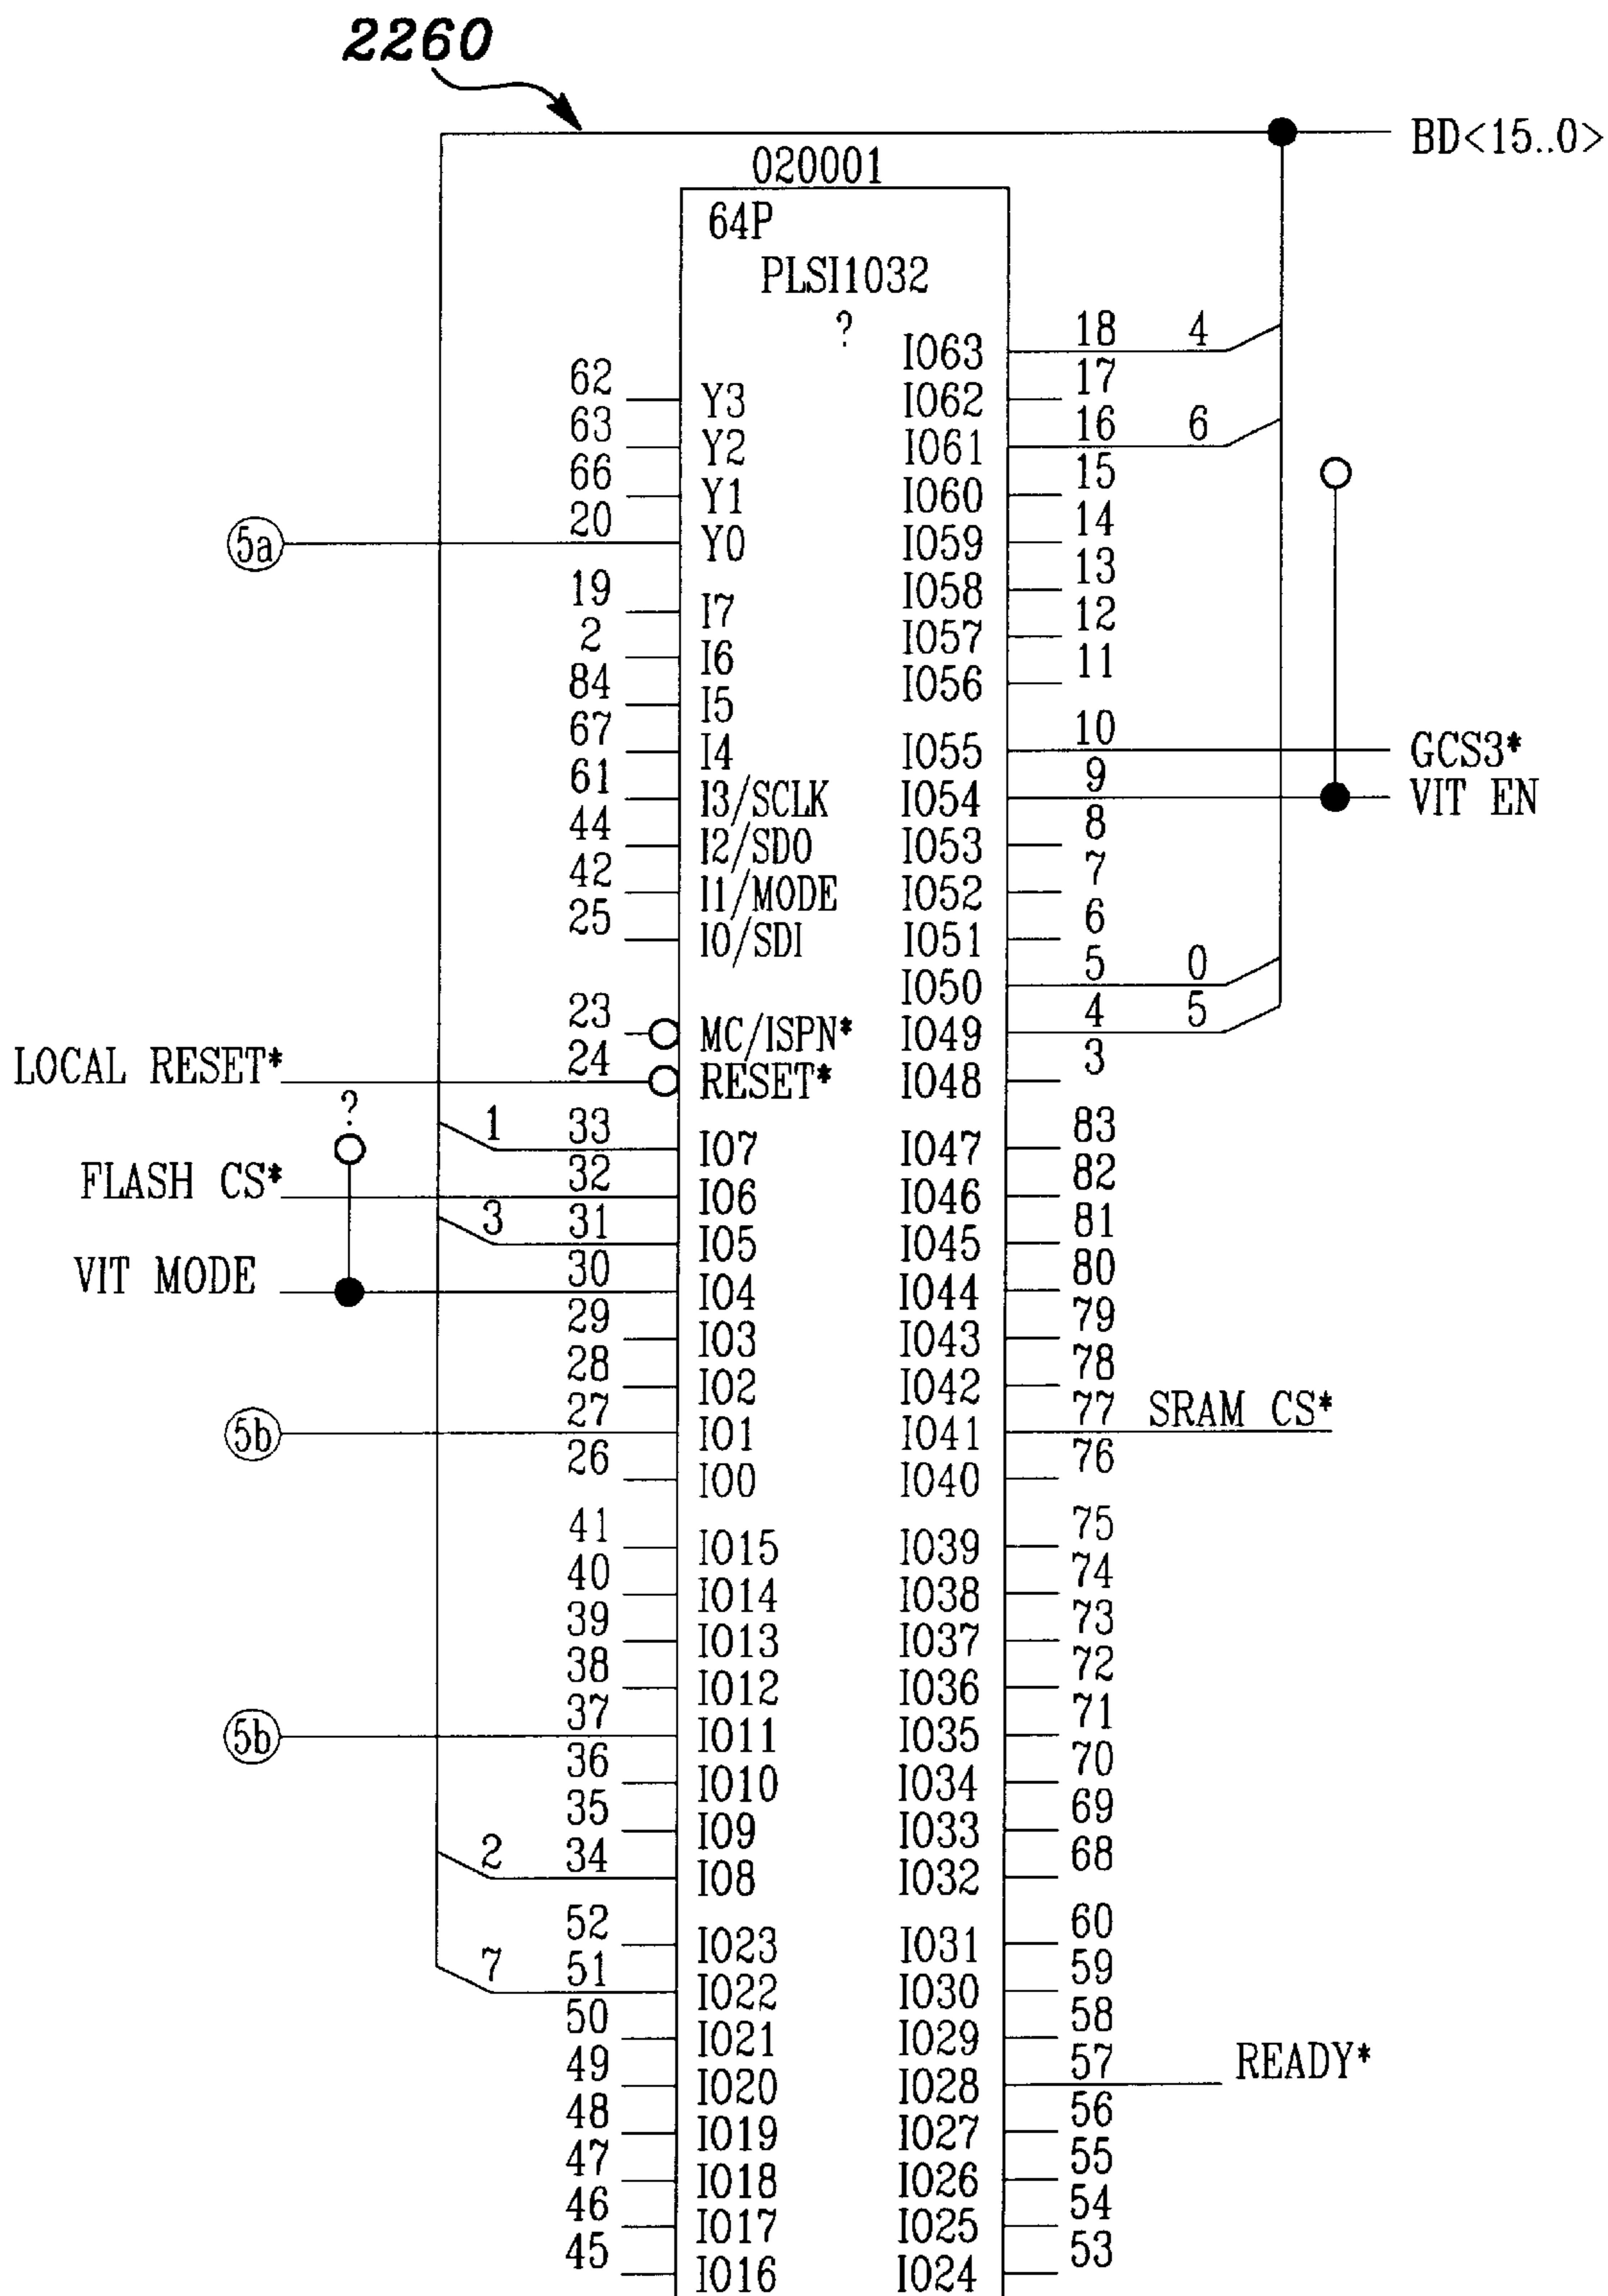 2260
BD<15..0>
020001
64P
PLSI1032
?
IO63 18 4
62 Y3 IO62 17
63 Y2 IO61 16 6
66 Y1 IO60 15
5a 20 Y0 IO59 14
IO58 13
19 I7 IO57 12
2 I6 IO56 11
84 I5
67 I4 IO55 10 GCS3*
61 I3/SCLK IO54 9 VIT EN
44 I2/SDO IO53 8
42 I1/MODE IO52 7
25 I0/SDI IO51 6
IO50 5 0
23 MC/ISPN* IO49 4 5
LOCAL RESET* 24 RESET* IO48 3
?
1 33 IO7 IO47 83
FLASH CS* 32 IO6 IO46 82
3 31 IO5 IO45 81
VIT MODE 30 IO4 IO44 80
29 IO3 IO43 79
28 IO2 IO42 78
5b 27 IO1 IO41 77 SRAM CS*
26 IO0 IO40 76
41 IO15 IO39 75
40 IO14 IO38 74
39 IO13 IO37 73
38 IO12 IO36 72
5b 37 IO11 IO35 71
36 IO10 IO34 70
35 IO9 IO33 69
2 34 IO8 IO32 68
52 IO23 IO31 60
7 51 IO22 IO30 59
50 IO21 IO29 58
49 IO20 IO28 57 READY*
48 IO19 IO27 56
47 IO18 IO26 55
46 IO17 IO25 54
45 IO16 IO24 53